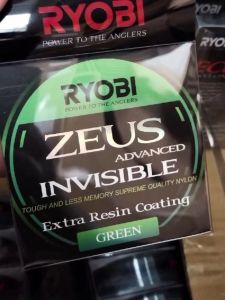 RYOBI
POWER TO THE ANGLERS
RYOBI
RYOBI
POWER TO THE ANGLERS
ZEUS
ADVANCED
INVISIBLE
TOUGH AND LESS MEMORY SUPREME QUALITY NYLON
Extra Resin Coating
GREEN